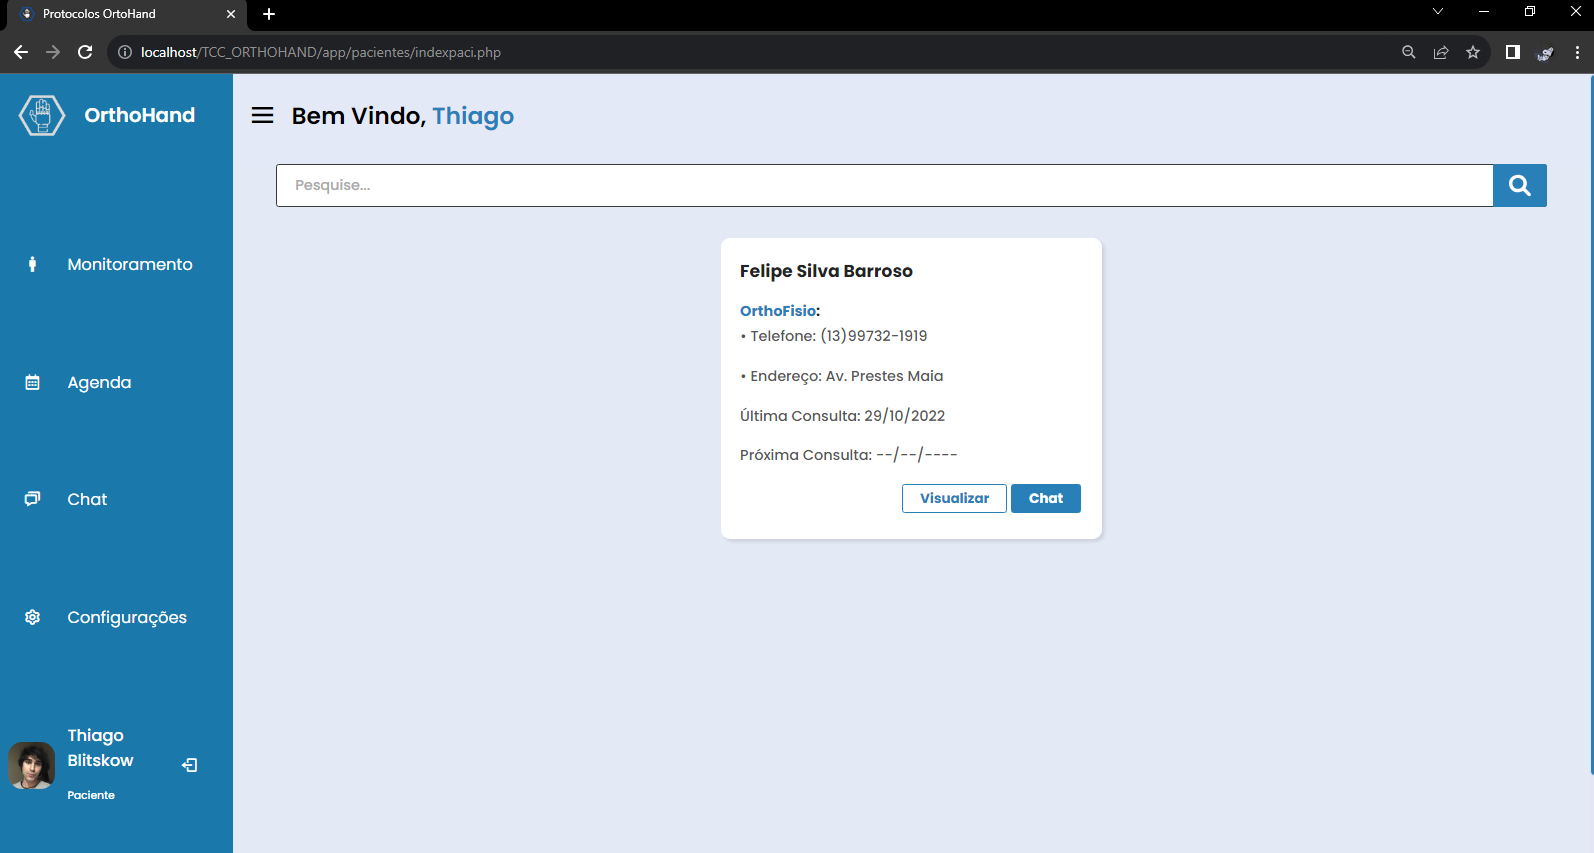 Protocolos OrtoHand
localhost/TCC_ORTHOHAND/app/pacientes/indexpaci.php
OrthoHand
Bem Vindo, Thiago
Pesquise...
Monitoramento
Agenda
Chat
Configurações
Thiago
Blitskow
Paciente
Felipe Silva Barroso
OrthoFisio:
• Telefone: (13)99732-1919
• Endereço: Av. Prestes Maia
Última Consulta: 29/10/2022
Próxima Consulta: --/--/----
Visualizar Chat